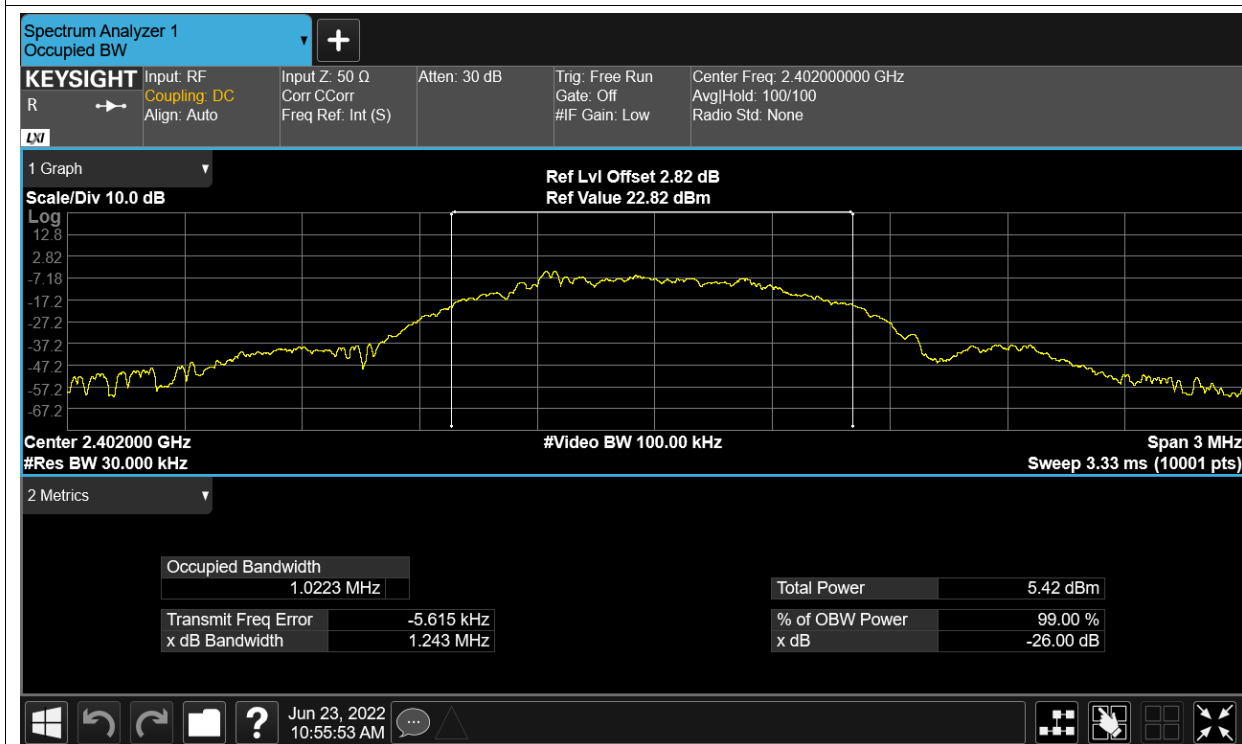 Spectrum Analyzer 1
Occupied BW
KEYSIGHT
R
LXI
Input: RF
Coupling: DC
Align: Auto
Input Z: 50 Ω
Corr CCorr
Freq Ref: Int (S)
Atten: 30 dB
Trig: Free Run
Gate: Off
#IF Gain: Low
Center Freq: 2.402000000 GHz
Avg|Hold: 100/100
Radio Std: None
1 Graph
Ref Lvl Offset 2.82 dB
Scale/Div 10.0 dB
Ref Value 22.82 dBm
Log
12.8
2.82
-7.18
-17.2
-27.2
-37.2
-47.2
-57.2
-67.2
Center 2.402000 GHz
#Video BW 100.00 kHz
Span 3 MHz
#Res BW 30.000 kHz
Sweep 3.33 ms (10001 pts)
2 Metrics
Occupied Bandwidth
1.0223 MHz
Total Power 5.42 dBm
Transmit Freq Error -5.615 kHz
% of OBW Power 99.00 %
x dB Bandwidth 1.243 MHz
x dB -26.00 dB
?
Jun 23, 2022
10:55:53 AM